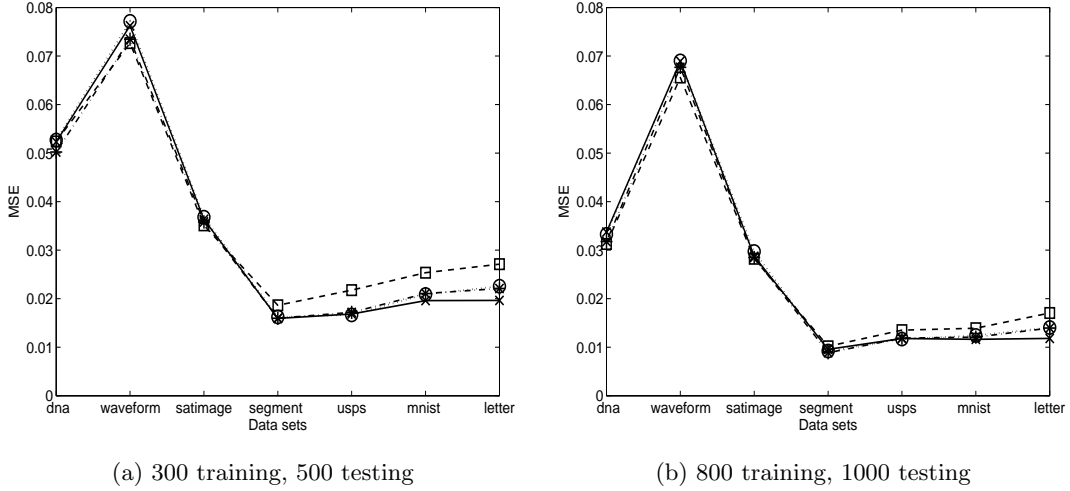 0.08
0.07
0.06
0.05
0.04
0.03
0.02
0.01
0
MSE
dna waveform satimage segment usps mnist letter
Data sets
(a) 300 training, 500 testing
0.08
0.07
0.06
0.05
0.04
0.03
0.02
0.01
0
MSE
dna waveform satimage segment usps mnist letter
Data sets
(b) 800 training, 1000 testing